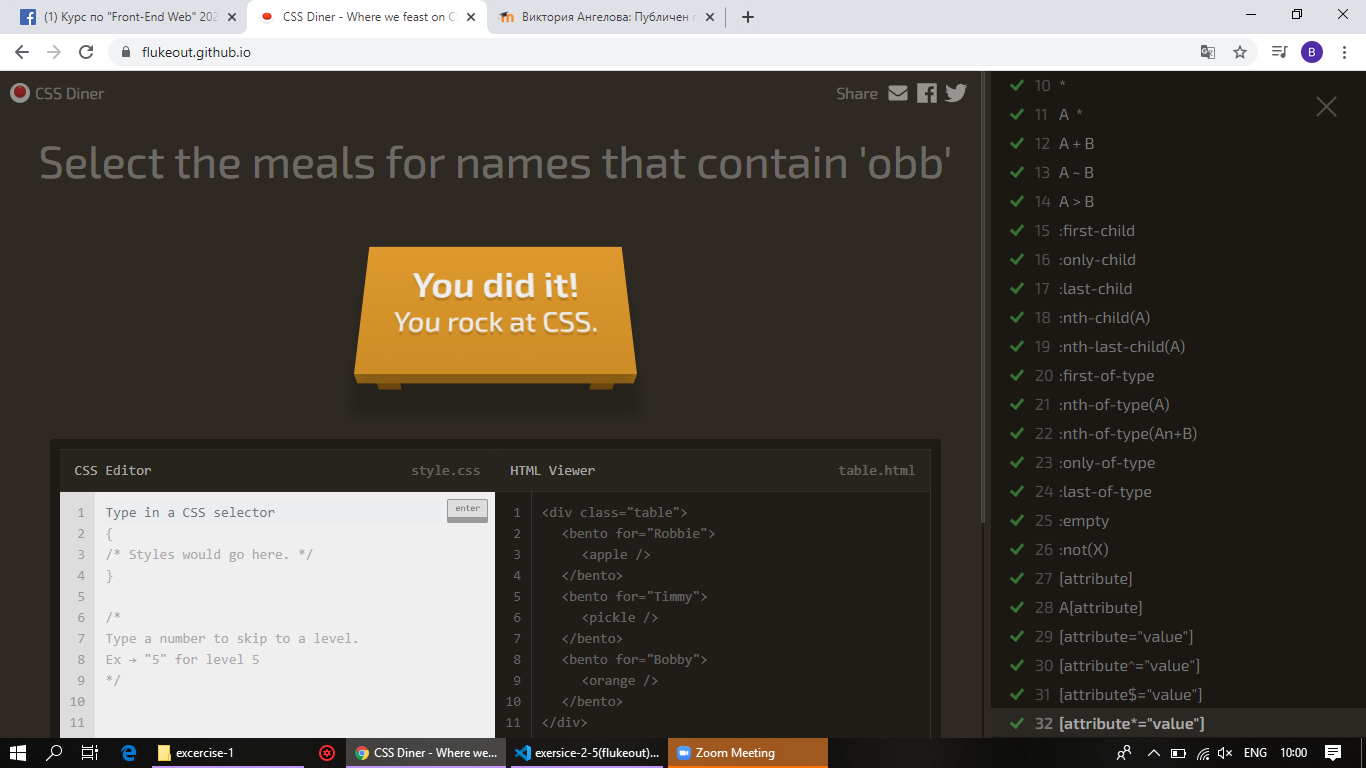 (1) Курс по "Front-End Web" 202
CSS Diner - Where we feast on C
Виктория Ангелова: Публичен
flukeout.github.io
B
CSS Diner
Share
Select the meals for names that contain 'obb'
You did it!
You rock at CSS.
CSS Editor
style.css
1 Type in a CSS selector
enter
2 {
3 /* Styles would go here. */
4 }
5
6 /*
7 Type a number to skip to a level.
8 Ex → "5" for level 5
9 */
10
11
HTML Viewer
table.html
1 <div class="table">
2 <bento for="Robbie">
3 <apple />
4 </bento>
5 <bento for="Timmy">
6 <pickle />
7 </bento>
8 <bento for="Bobby">
9 <orange />
10 </bento>
11 </div>
10 *
11 A *
12 A + B
13 A ~ B
14 A > B
15 :first-child
16 :only-child
17 :last-child
18 :nth-child(A)
19 :nth-last-child(A)
20 :first-of-type
21 :nth-of-type(A)
22 :nth-of-type(An+B)
23 :only-of-type
24 :last-of-type
25 :empty
26 :not(X)
27 [attribute]
28 A[attribute]
29 [attribute="value"]
30 [attribute^="value"]
31 [attribute$="value"]
32 [attribute*="value"]
excercise-1
CSS Diner - Where we...
exersice-2-5(flukeout)...
Zoom Meeting
ENG
10:00